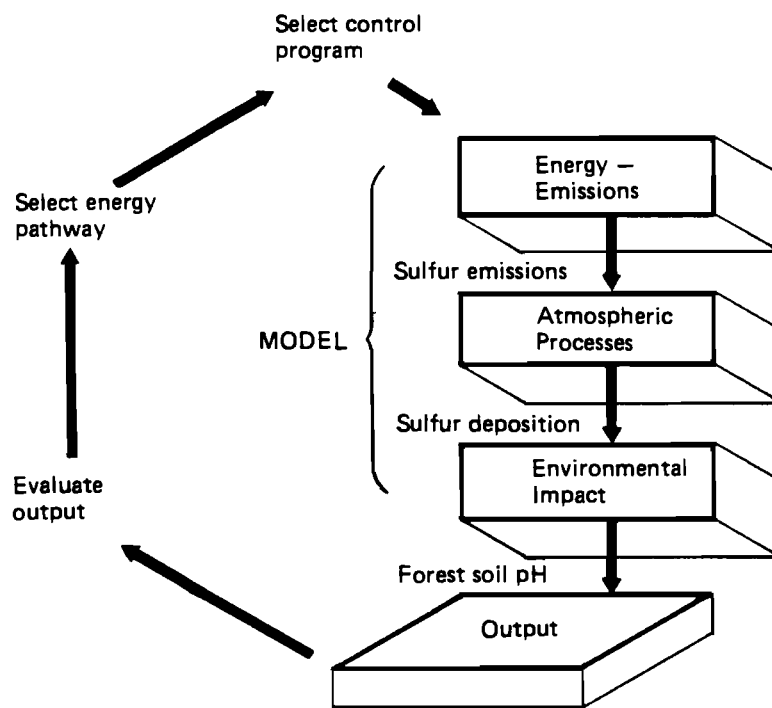 Select control
program
Energy –
Emissions
Select energy
pathway
Sulfur emissions
MODEL
Atmospheric
Processes
Sulfur deposition
Evaluate
output
Environmental
Impact
Forest soil pH
Output